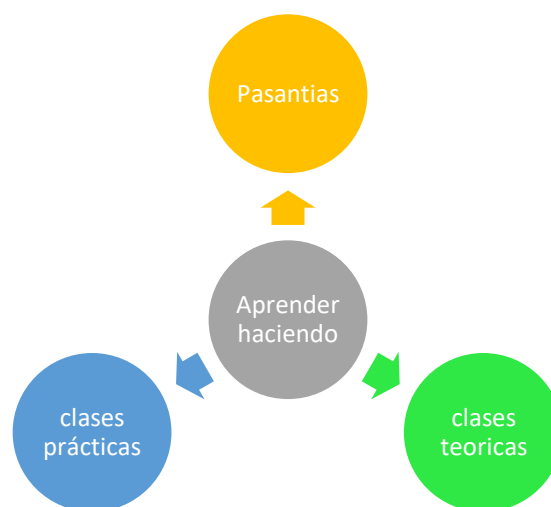 Pasantias
Aprender
haciendo
clases
prácticas
clases
teoricas